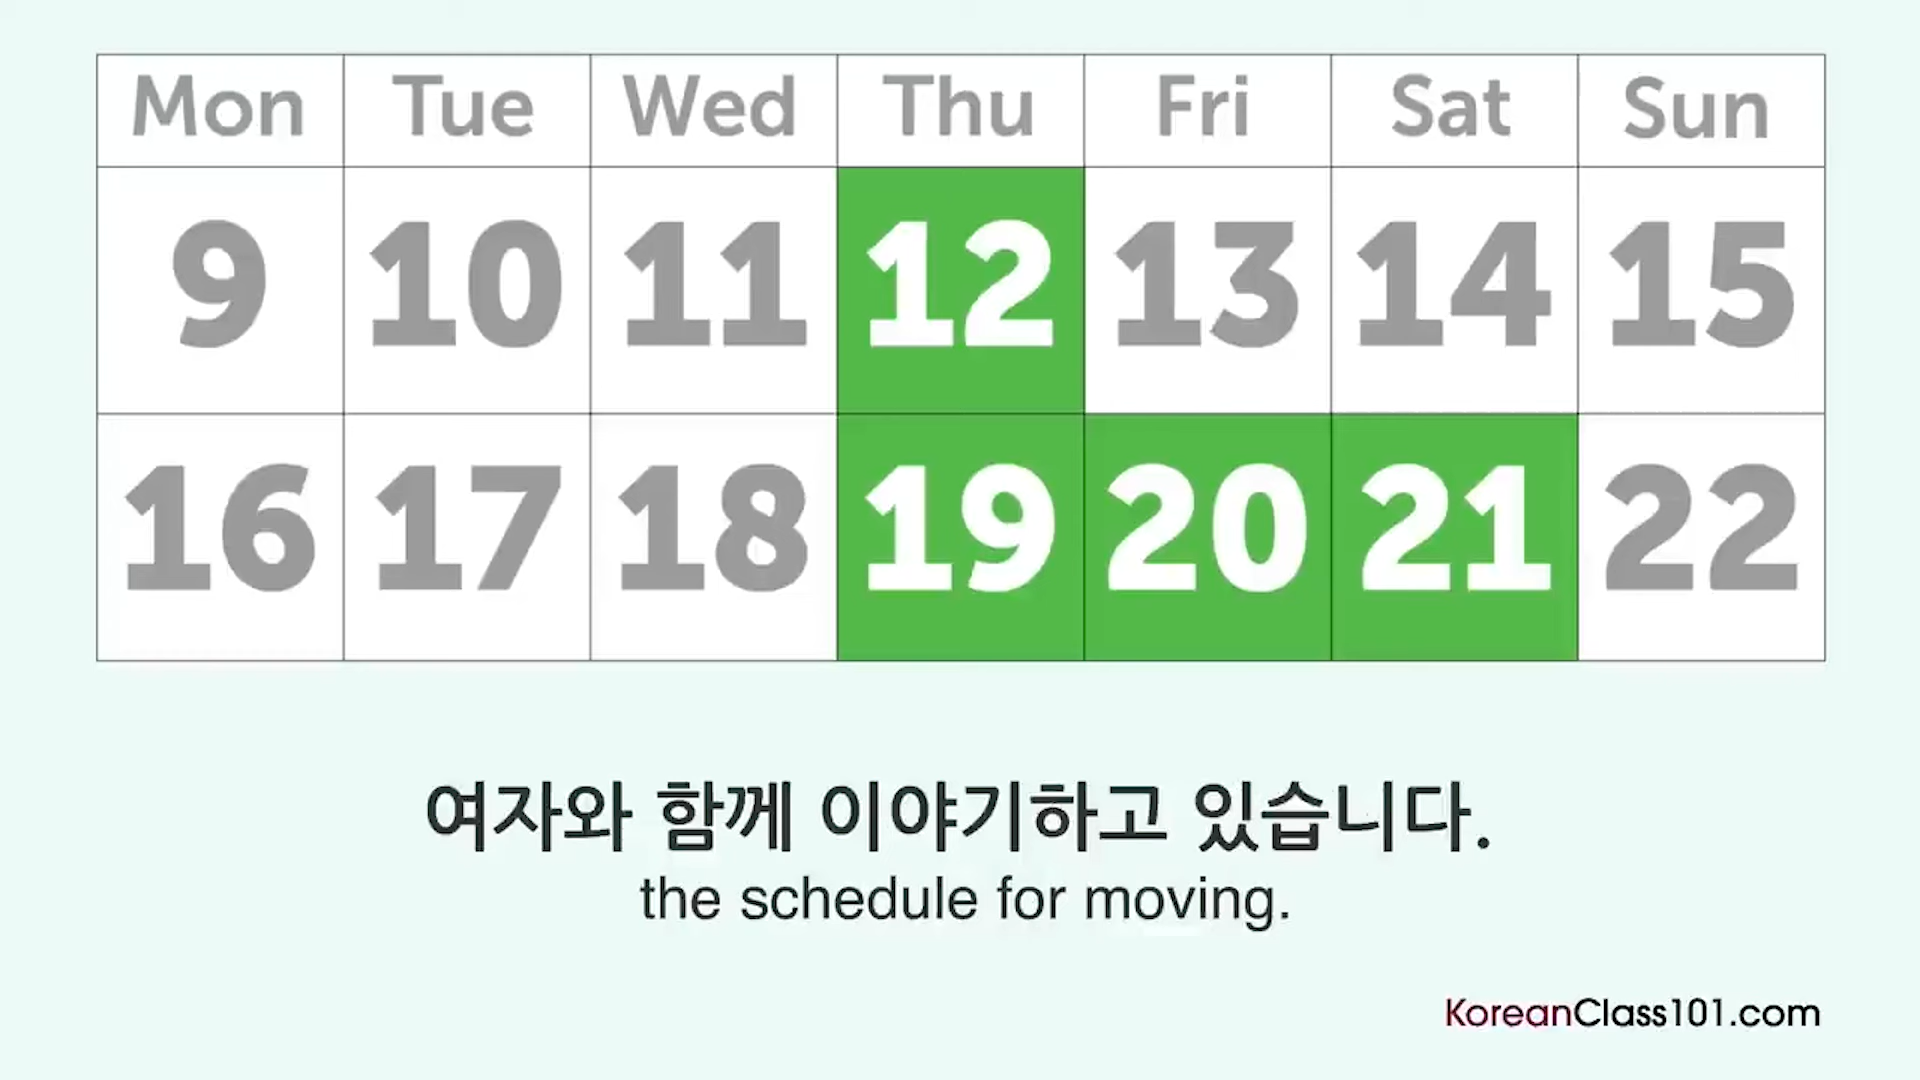 Mon Tue Wed Thu Fri Sat Sun
9 10 11 12 13 14 15
16 17 18 19 20 21 22
여자와 함께 이야기하고 있습니다.
the schedule for moving.
KoreanClass101.com